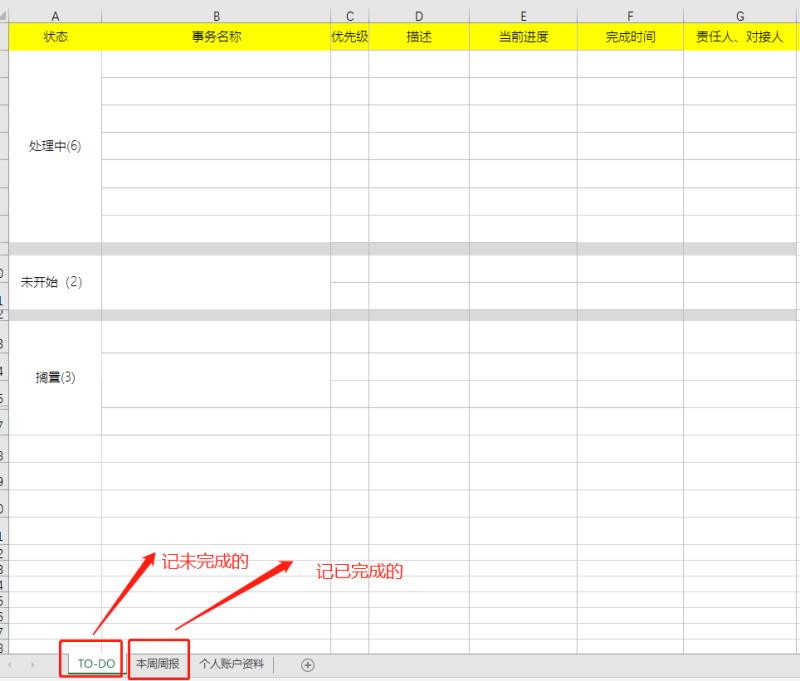 A B C D E F G
状态 事务名称 优先级 描述 当前进度 完成时间 责任人、对接人
处理中(6)
未开始（2）
搁置(3)
记未完成的
记已完成的
TO-DO 本周周报 个人账户资料